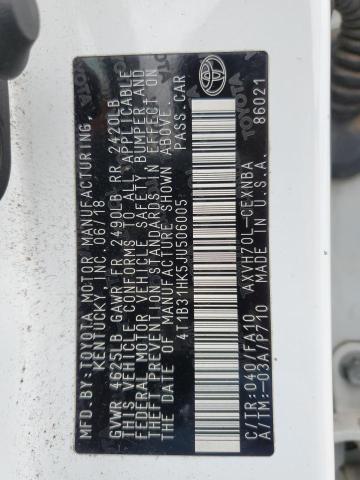 MFD.BY:TOYOTA MOTOR MANUFACTURING,
KENTUCKY, INC. 06/18
GVWR 4625LB GAWR FR 2490LB RR 2420LB
THIS VEHICLE CONFORMS TO ALL APPLICABLE
FEDERAL MOTOR VEHICLE SAFETY, BUMPER AND
THEFT PREVENTION STANDARDS IN EFFECT ON
THE DATE OF MANUFACTURE SHOWN ABOVE.
4T1B31HK5JU506005 PASS.CAR
C/TR:040/FA10 AXVH70L-CEXNBA
A/TM:-03A/P710 MADE IN U.S.A. 86021
TOYOTA